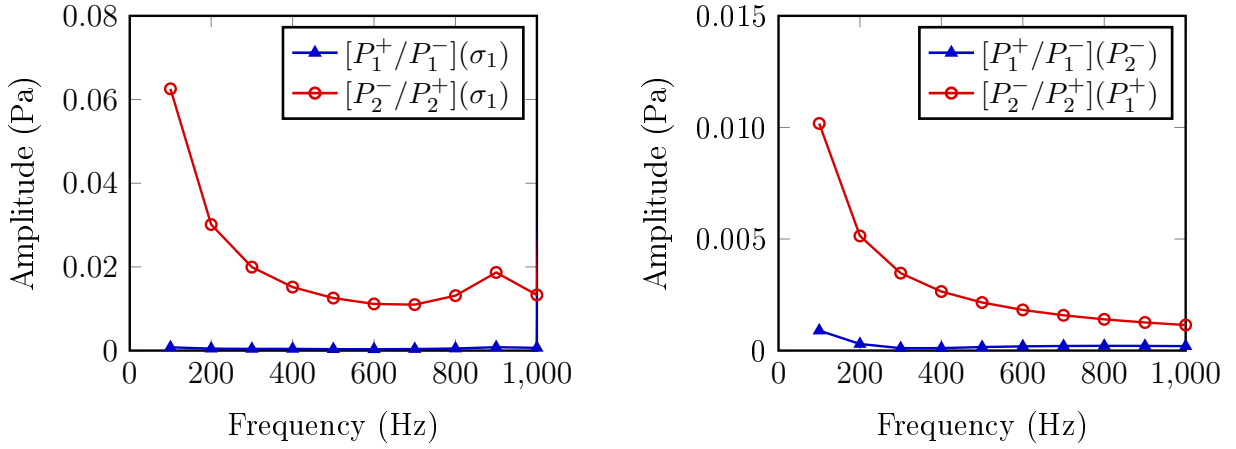 0.08
0.06
0.04
0.02
0
Amplitude (Pa)
[P₁⁺/P₁⁻](σ₁)
[P₂⁻/P₂⁺](σ₁)
0 200 400 600 800 1,000
Frequency (Hz)
0.015
0.010
0.005
0
Amplitude (Pa)
[P₁⁺/P₁⁻](P₂⁻)
[P₂⁻/P₂⁺](P₁⁺)
0 200 400 600 800 1,000
Frequency (Hz)